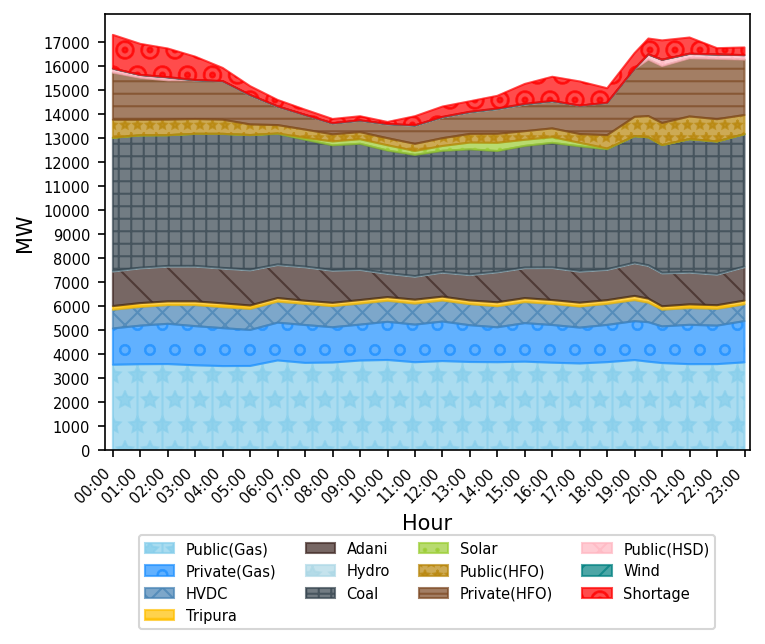 17000
16000
15000
14000
13000
12000
11000
10000
9000
8000
7000
6000
5000
4000
3000
2000
1000
0
MW
00:00 01:00 02:00 03:00 04:00 05:00 06:00 07:00 08:00 09:00 10:00 11:00 12:00 13:00 14:00 15:00 16:00 17:00 18:00 19:00 20:00 21:00 22:00 23:00
Hour
Public(Gas) Adani Solar Public(HSD)
Private(Gas) Hydro Public(HFO) Wind
HVDC Coal Private(HFO) Shortage
Tripura